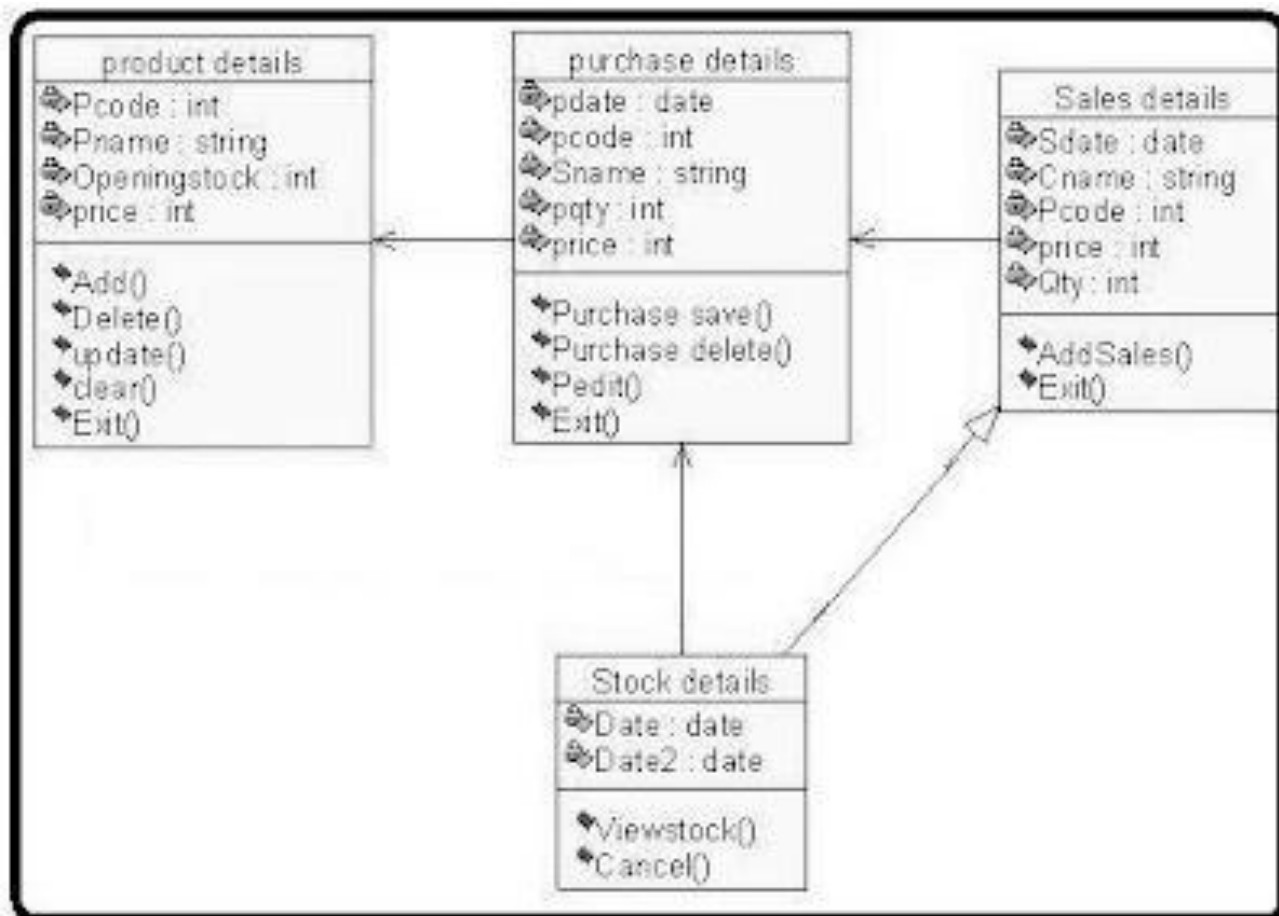 product details
Pcode : int
Pname : string
Openingstock : int
price : int
Add()
Delete()
update()
clear()
Exit()
purchase details
pdate : date
pcode : int
Sname : string
pqty : int
price : int
Purchase save()
Purchase delete()
Pedit()
Exit()
Sales details
Sdate : date
Cname : string
Pcode : int
price : int
Qty : int
AddSales()
Exit()
Stock details
Date : date
Date2 : date
Viewstock()
Cancel()